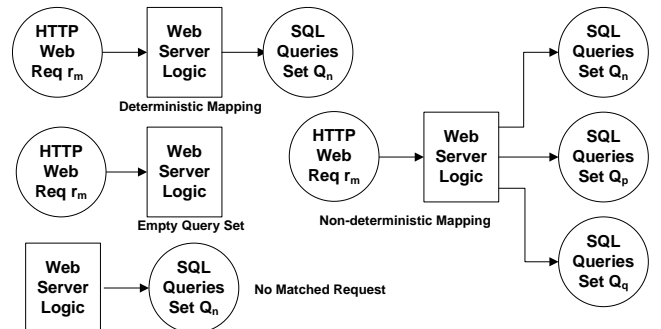 HTTP
Web
Req rm
Web
Server
Logic
SQL
Queries
Set Qn
Deterministic Mapping
HTTP
Web
Req rm
Web
Server
Logic
Empty Query Set
Web
Server
Logic
SQL
Queries
Set Qn
No Matched Request
HTTP
Web
Req rm
Web
Server
Logic
SQL
Queries
Set Qn
SQL
Queries
Set Qp
SQL
Queries
Set Qq
Non-deterministic Mapping